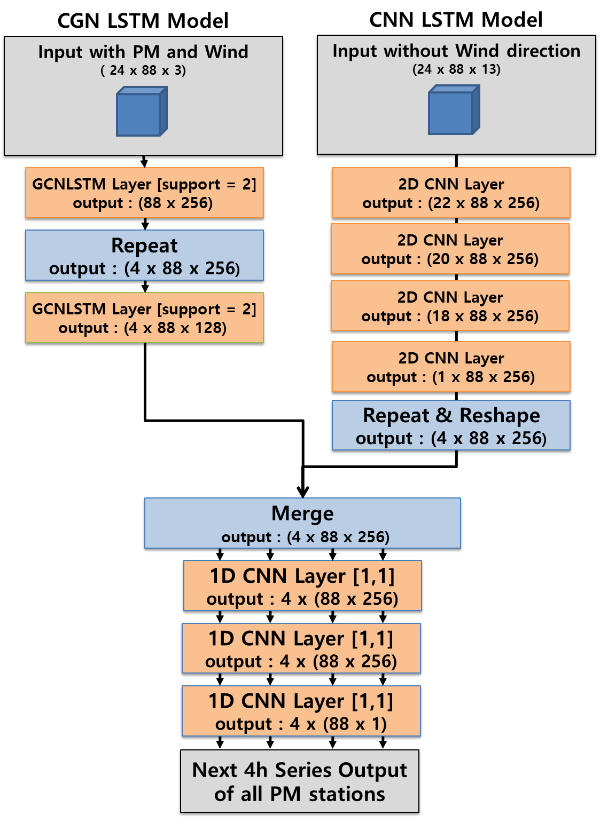 CGN LSTM Model
Input with PM and Wind
( 24 x 88 x 3)
GCNLSTM Layer [support = 2]
output : (88 x 256)
Repeat
output : (4 x 88 x 256)
GCNLSTM Layer [support = 2]
output : (4 x 88 x 128)
CNN LSTM Model
Input without Wind direction
(24 x 88 x 13)
2D CNN Layer
output : (22 x 88 x 256)
2D CNN Layer
output : (20 x 88 x 256)
2D CNN Layer
output : (18 x 88 x 256)
2D CNN Layer
output : (1 x 88 x 256)
Repeat & Reshape
output : (4 x 88 x 256)
Merge
output : (4 x 88 x 256)
1D CNN Layer [1,1]
output : 4 x (88 x 256)
1D CNN Layer [1,1]
output : 4 x (88 x 256)
1D CNN Layer [1,1]
output : 4 x (88 x 1)
Next 4h Series Output
of all PM stations